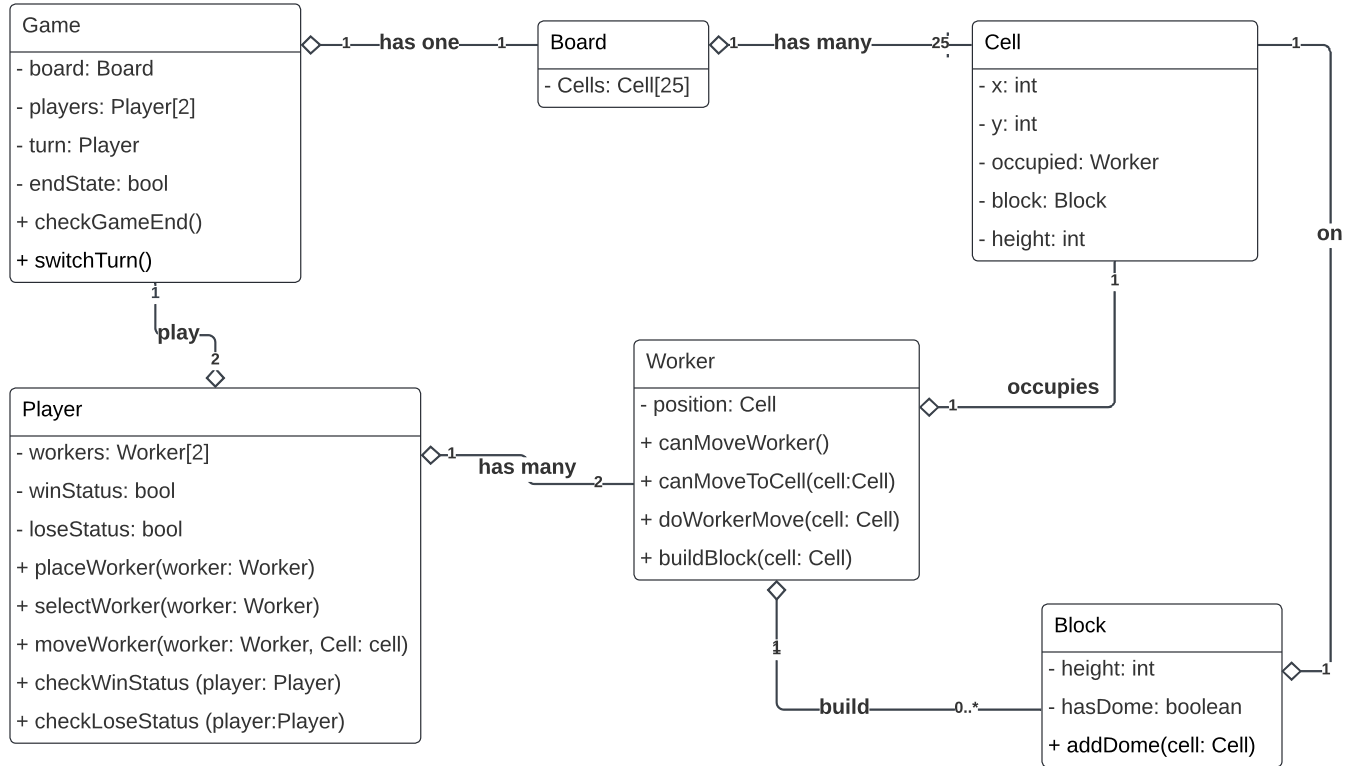 Game
- board: Board
- players: Player[2]
- turn: Player
- endState: bool
+ checkGameEnd()
+ switchTurn()
1 has one 1
Board
- Cells: Cell[25]
1 has many 25
Cell
- x: int
- y: int
- occupied: Worker
- block: Block
- height: int
1
on
1
1
play
2
Player
- workers: Worker[2]
- winStatus: bool
- loseStatus: bool
+ placeWorker(worker: Worker)
+ selectWorker(worker: Worker)
+ moveWorker(worker: Worker, Cell: cell)
+ checkWinStatus (player: Player)
+ checkLoseStatus (player:Player)
1 has many 2
Worker
- position: Cell
+ canMoveWorker()
+ canMoveToCell(cell:Cell)
+ doWorkerMove(cell: Cell)
+ buildBlock(cell: Cell)
1
occupies
1
1
build 0..*
Block
- height: int
- hasDome: boolean
+ addDome(cell: Cell)